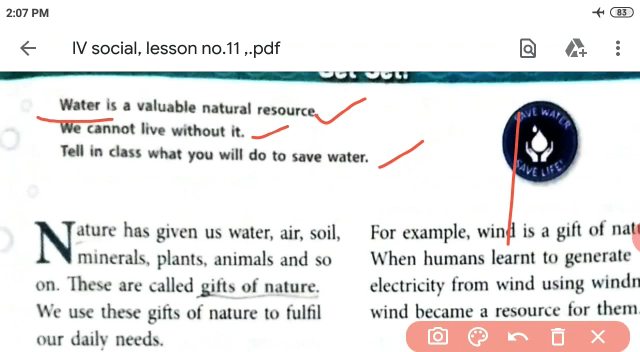 2:07 PM
83
IV social, lesson no.11 ,.pdf
Get Set!
Water is a valuable natural resource.
We cannot live without it.
Tell in class what you will do to save water.
SAVE WATER
SAVE LIFE!
Nature has given us water, air, soil,
minerals, plants, animals and so
on. These are called gifts of nature.
We use these gifts of nature to fulfil
our daily needs.
For example, wind is a gift of
When humans learnt to generate
electricity from wind using
wind became a resource for them.